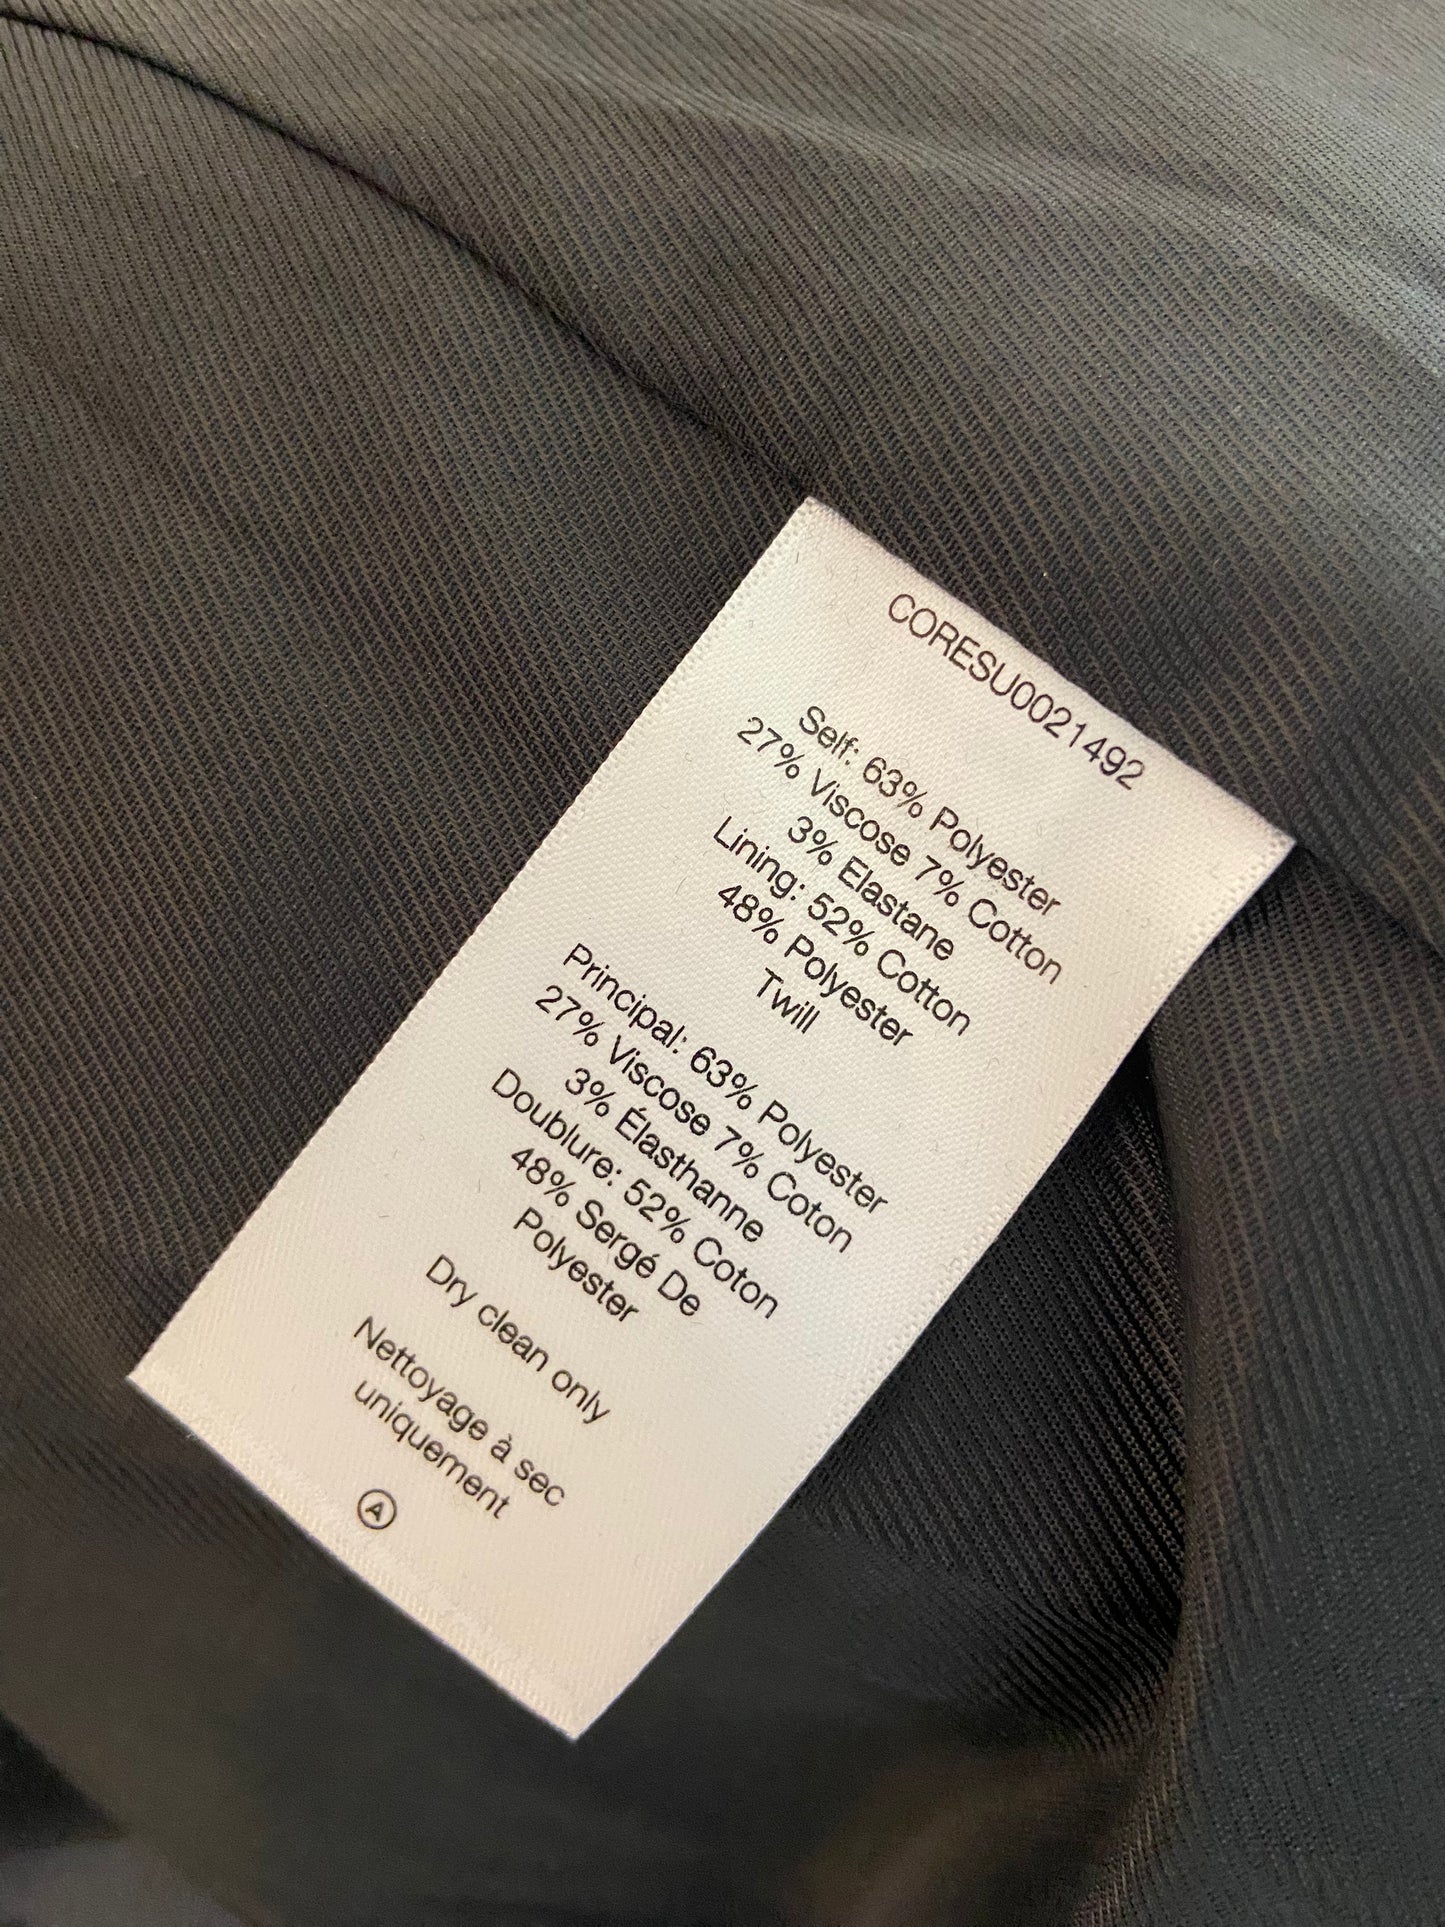 CORESU0021492
Self: 63% Polyester
27% Viscose 7% Cotton
3% Elastane
Lining: 52% Cotton
48% Polyester
Twill
Principal: 63% Polyester
27% Viscose 7% Coton
3% Élasthanne
Doublure: 52% Coton
48% Sergé De
Polyester
Dry clean only
Nettoyage à sec
uniquement
A